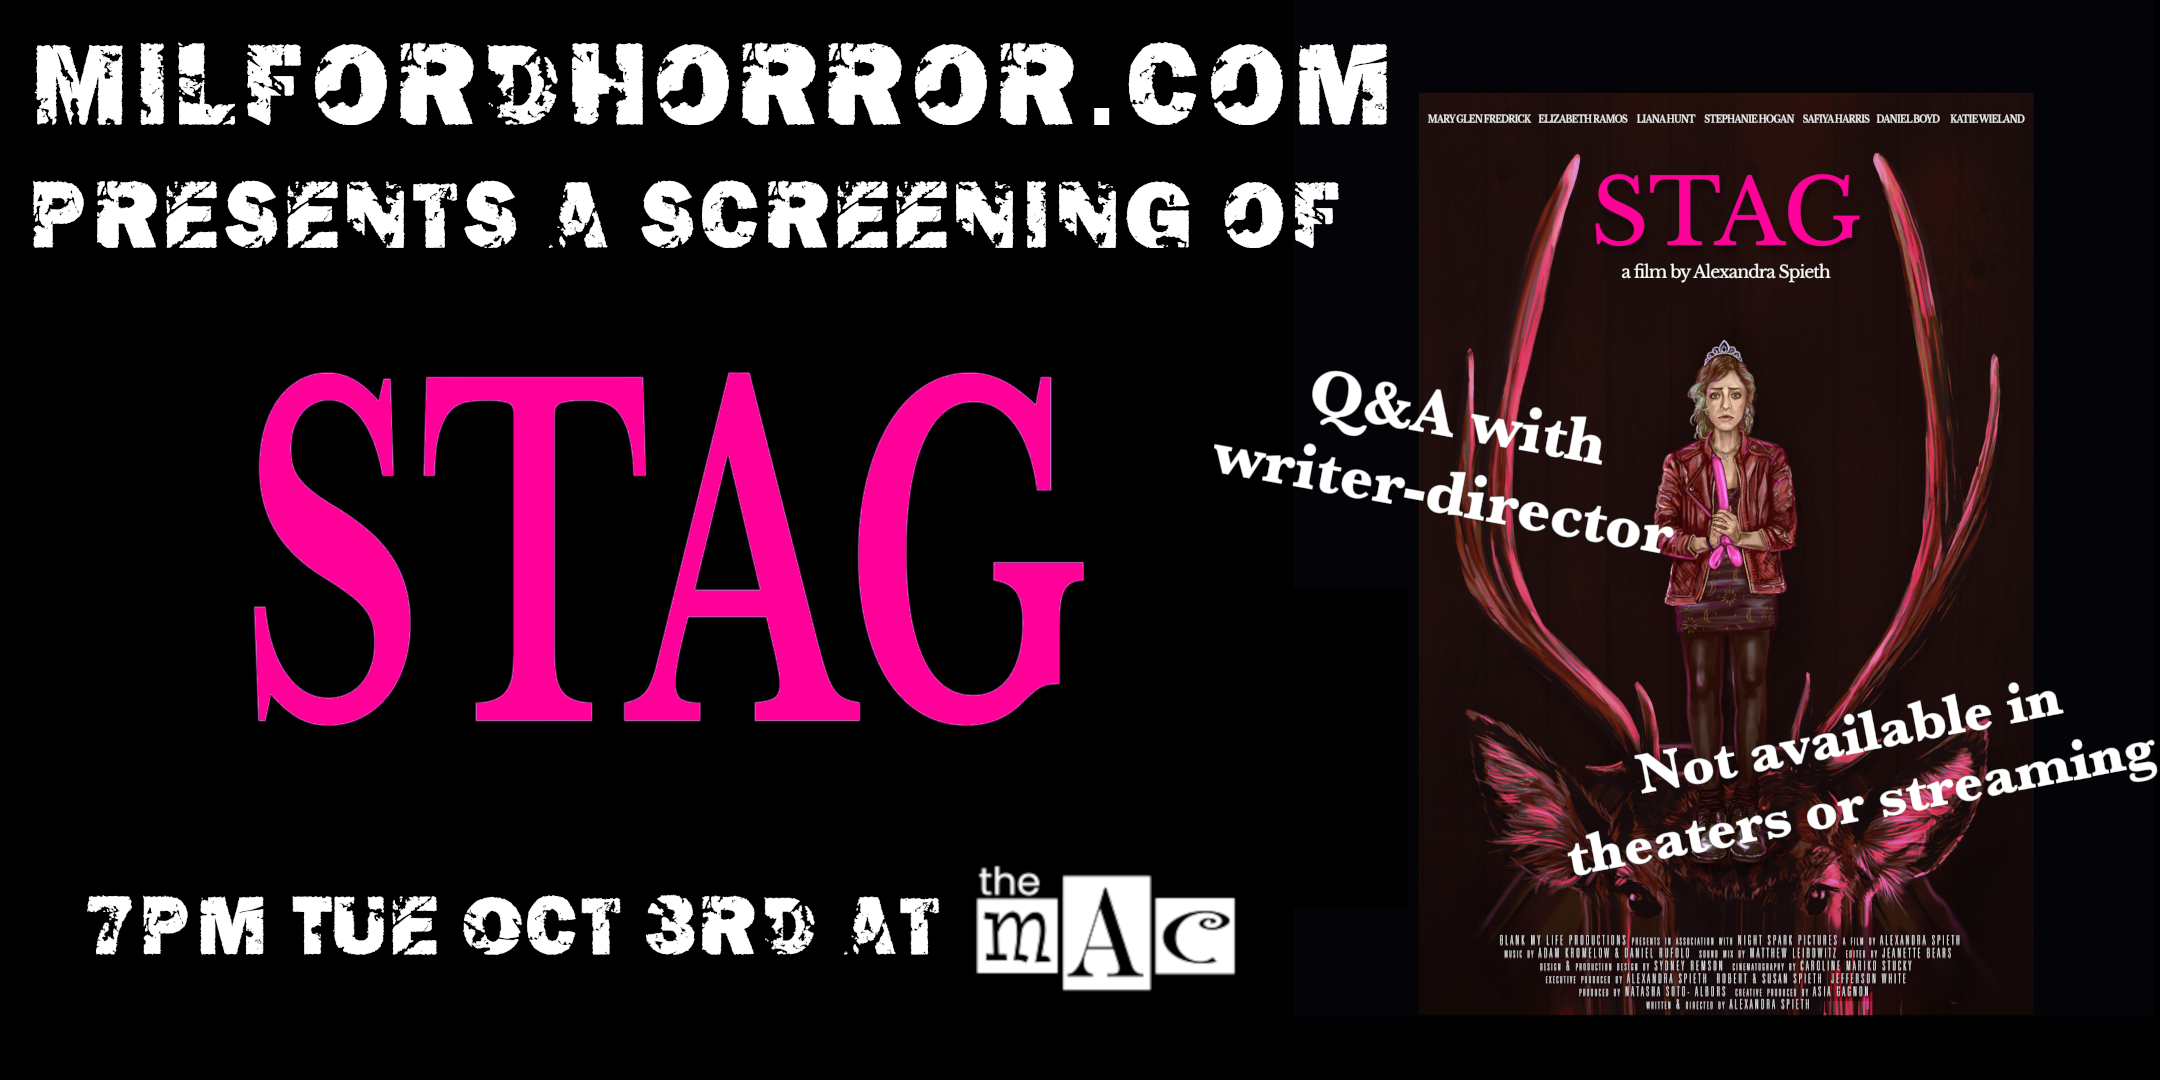 MILFORDHORROR.COM
PRESENTS A SCREENING OF
STAG
7PM TUE OCT 3RD AT
the
mAc
MARY GLEN FREDRICK ELIZABETH RAMOS LIANA HUNT STEPHANIE HOGAN SAFIYA HARRIS DANIEL BOYD KATIE WIELAND
STAG
a film by Alexandra Spieth
Q&A with
writer-director
Not available in
theaters or streaming
BLANK MY LIFE PRODUCTIONS PRESENTS IN ASSOCIATION WITH NIGHT SPARK PICTURES A FILM BY ALEXANDRA SPIETH
MUSIC BY ADAM KROMELOW & DANIEL RUFOLO SOUND MIX BY MATTHEW LEIBOWITZ EDITED BY JEANETTE BEARS
DESIGN & PRODUCTION DESIGN BY SYDNEY REMSON CINEMATOGRAPHY BY CAROLINE MARIKO STUCKY
EXECUTIVE PRODUCED BY ALEXANDRA SPIETH ROBERT & SUSAN SPIETH JEFFERSON WHITE
PRODUCED BY NATASHA SOTO-ALBORS CREATIVE PRODUCER BY ASIA GAGNON
WRITTEN & DIRECTED BY ALEXANDRA SPIETH